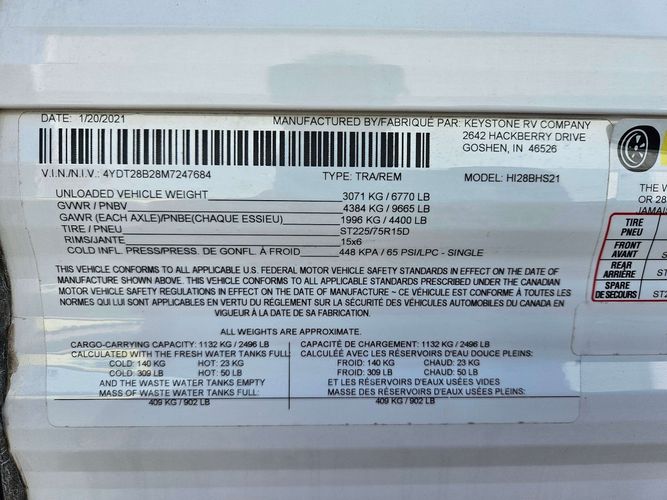 DATE: 1/20/2021
MANUFACTURED BY/FABRIQUÉ PAR: KEYSTONE RV COMPANY
2642 HACKBERRY DRIVE
GOSHEN, IN 46526
V.I.N./N.I.V.: 4YDT28B28M7247684 TYPE: TRA/REM MODEL: HI28BHS21
UNLOADED VEHICLE WEIGHT 3071 KG / 6770 LB
GVWR / PNBV 4384 KG / 9665 LB
GAWR (EACH AXLE)/PNBE(CHAQUE ESSIEU) 1996 KG / 4400 LB
TIRE / PNEU ST225/75R15D
RIMS/JANTE 15x6
COLD INFL. PRESS/PRESS. DE GONFL. À FROID 448 KPA / 65 PSI/LPC - SINGLE
THIS VEHICLE CONFORMS TO ALL APPLICABLE U.S. FEDERAL MOTOR VEHICLE SAFETY STANDARDS IN EFFECT ON THE DATE OF
MANUFACTURE SHOWN ABOVE. THIS VEHICLE CONFORMS TO ALL APPLICABLE STANDARDS PRESCRIBED UNDER THE CANADIAN
MOTOR VEHICLE SAFETY REGULATIONS IN EFFECT ON THE DATE OF MANUFACTURE ~ CE VÉHICULE EST CONFORME À TOUTES LES
NORMES QUI LUI SONT APPLICABLES EN VERTU DU RÈGLEMENT SUR LA SÉCURITÉ DES VÉHICULES AUTOMOBILES DU CANADA EN
VIGUEUR À LA DATE DE SA FABRICATION.
ALL WEIGHTS ARE APPROXIMATE.
CARGO-CARRYING CAPACITY: 1132 KG / 2496 LB
CALCULATED WITH THE FRESH WATER TANKS FULL:
COLD: 140 KG HOT: 23 KG
COLD: 309 LB HOT: 50 LB
AND THE WASTE WATER TANKS EMPTY
MASS OF WASTE WATER TANKS FULL:
409 KG / 902 LB
CAPACITÉ DE CHARGEMENT: 1132 KG / 2496 LB
CALCULÉE AVEC LES RÉSERVOIRS D'EAU DOUCE PLEINS:
FROID: 140 KG CHAUD: 23 KG
FROID: 309 LB CHAUD: 50 LB
ET LES RÉSERVOIRS D'EAUX USÉES VIDES
MASSE DES RÉSERVOIRS D'EAUX USÉES PLEINS:
409 KG / 902 LB
THE W
OR 28
JAMAI
TIRE
PNEU
FRONT
AVANT
REAR
ARRIÈRE
SPARE
DE SECOURS